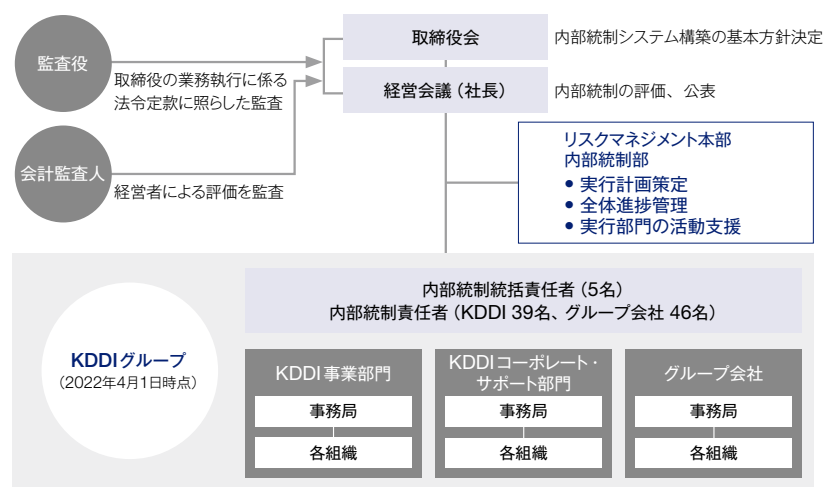 取締役会
内部統制システム構築の基本方針決定
監査役
取締役の業務執行に係る
法令定款に照らした監査
経営会議（社長）
内部統制の評価、公表
会計監査人
経営者による評価を監査
リスクマネジメント本部
内部統制部
• 実行計画策定
• 全体進捗管理
• 実行部門の活動支援
KDDIグループ
（2022年4月1日時点）
内部統制統括責任者（5名）
内部統制責任者（KDDI 39名、グループ会社 46名）
KDDI事業部門
事務局
各組織
KDDIコーポレート・
サポート部門
事務局
各組織
グループ会社
事務局
各組織